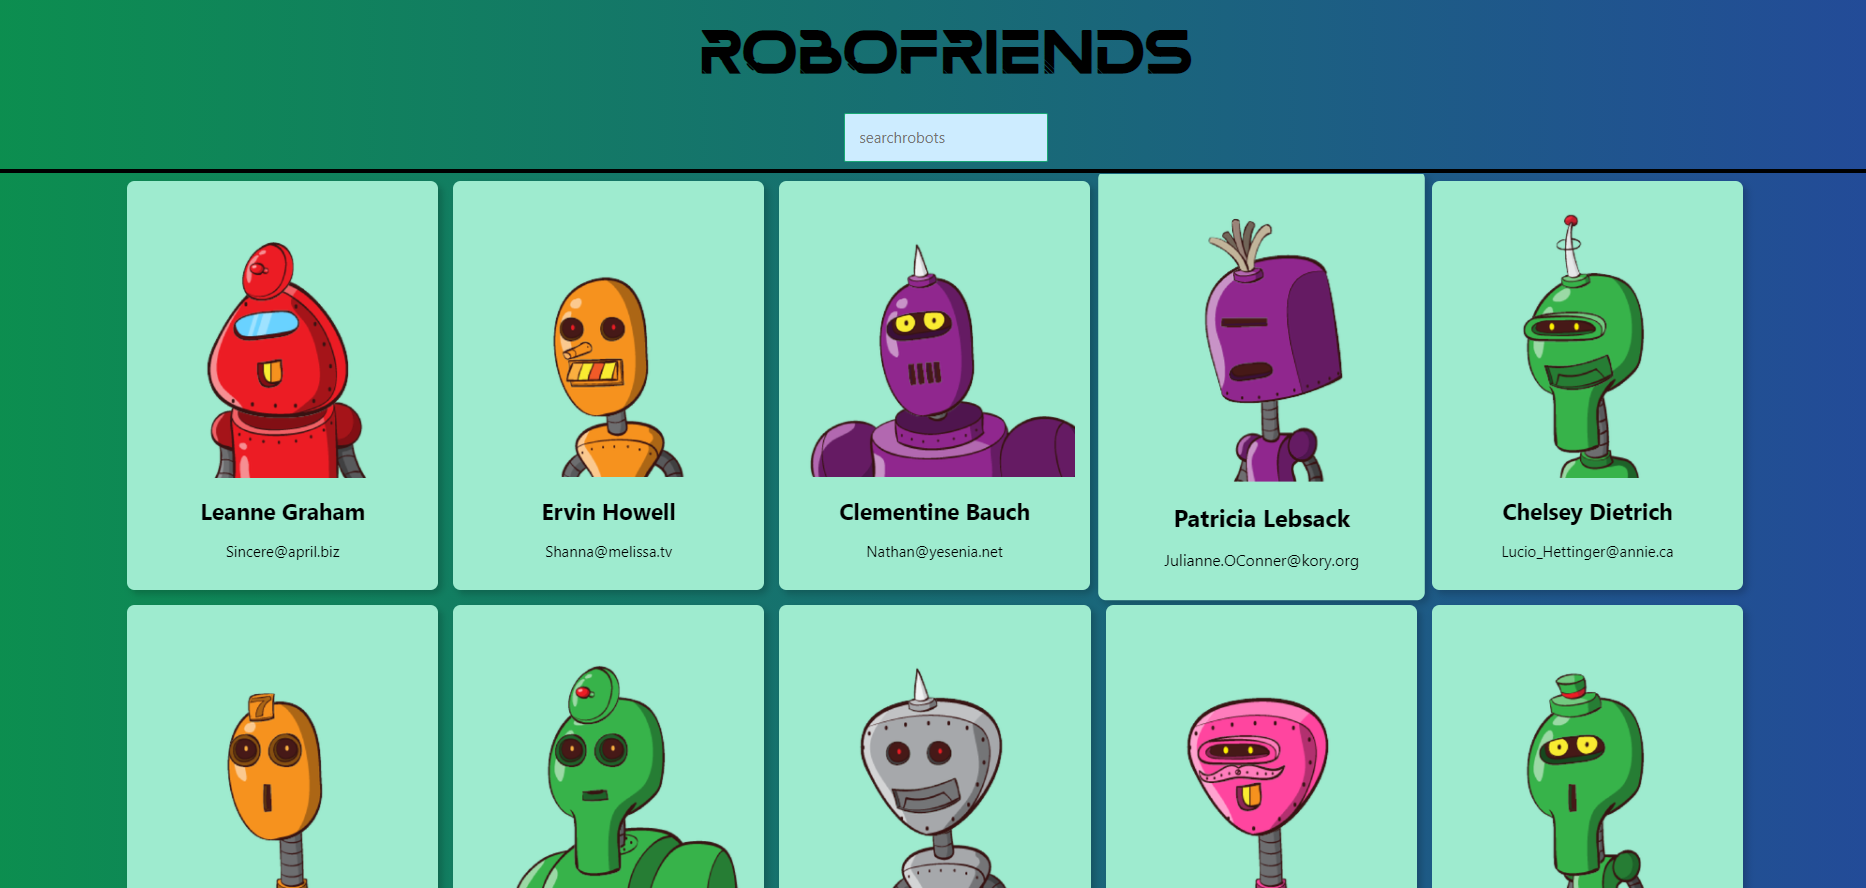 ROBOFRIENDS
searchrobots
Leanne Graham
Sincere@april.biz
Ervin Howell
Shanna@melissa.tv
Clementine Bauch
Nathan@yesenia.net
Patricia Lebsack
Julianne.OConner@kory.org
Chelsey Dietrich
Lucio_Hettinger@annie.ca
7